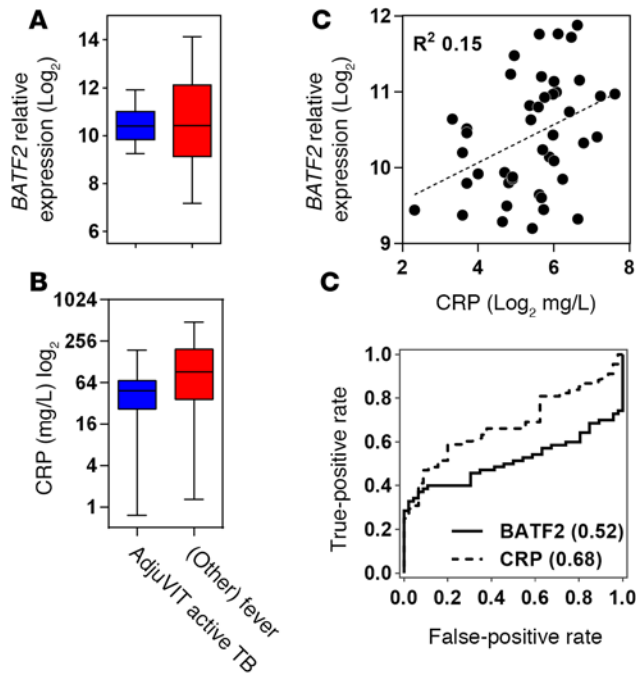 A
BATF2 relative
expression (Log2)
14
12
10
8
6
B
CRP (mg/L) log2
1024
256
64
16
4
1
AdjuVIT active TB
(Other) fever
C
BATF2 relative
expression (Log2)
12
11
10
9
R2 0.15
2 4 6 8
CRP (Log2 mg/L)
C
True-positive rate
1.0
0.8
0.6
0.4
0.2
0.0
BATF2 (0.52)
CRP (0.68)
0.0 0.2 0.4 0.6 0.8 1.0
False-positive rate